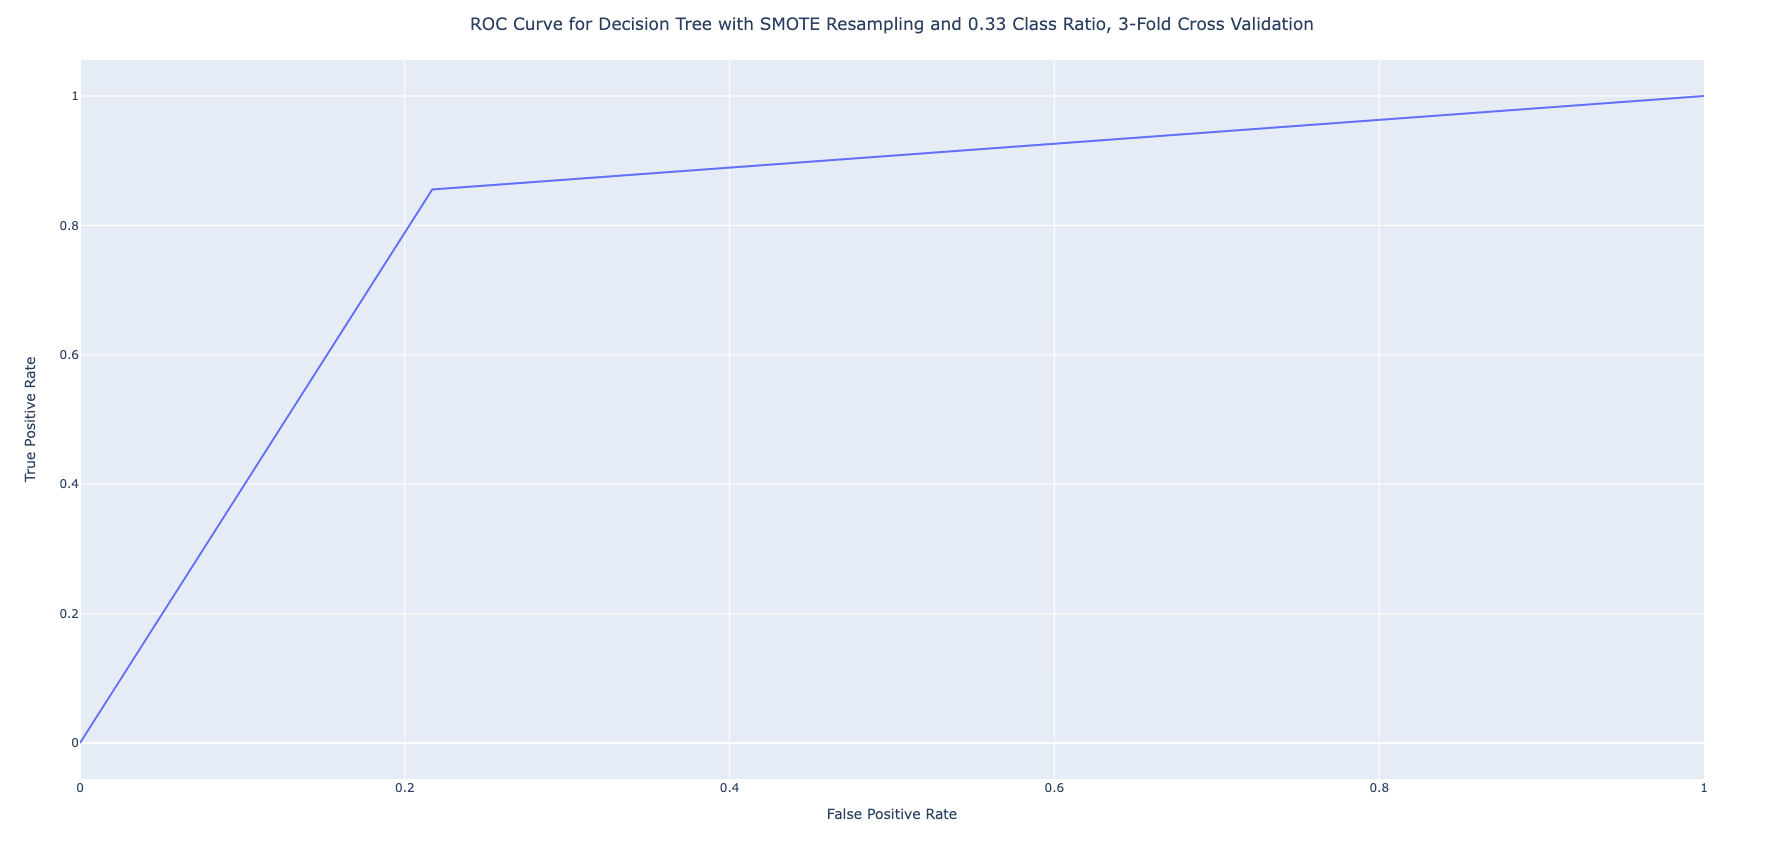 ROC Curve for Decision Tree with SMOTE Resampling and 0.33 Class Ratio, 3-Fold Cross Validation
True Positive Rate
1
0.8
0.6
0.4
0.2
0
0 0.2 0.4 0.6 0.8 1
False Positive Rate